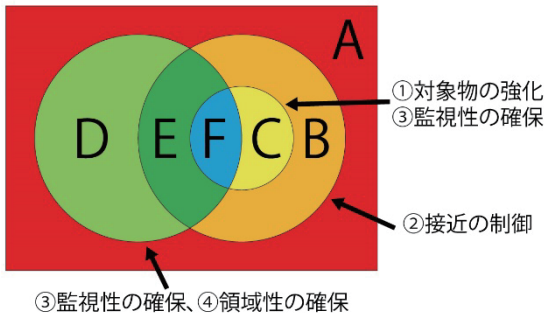 A
①対象物の強化
③監視性の確保
D E F C B
②接近の制御
③監視性の確保、④領域性の確保